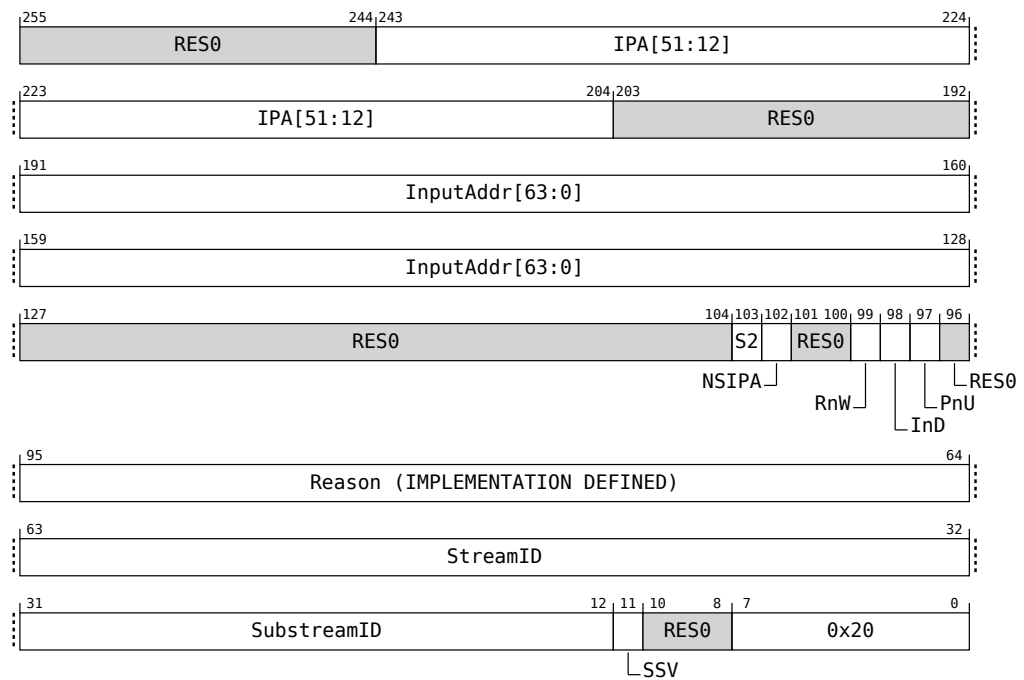 255 244 243 224
RES0 IPA[51:12]
223 204 203 192
IPA[51:12] RES0
191 160
InputAddr[63:0]
159 128
InputAddr[63:0]
127 104 103 102 101 100 99 98 97 96
RES0 S2 RES0
NSIPA RES0
RnW PnU
InD
95 64
Reason (IMPLEMENTATION DEFINED)
63 32
StreamID
31 12 11 10 8 7 0
SubstreamID RES0 0x20
SSV